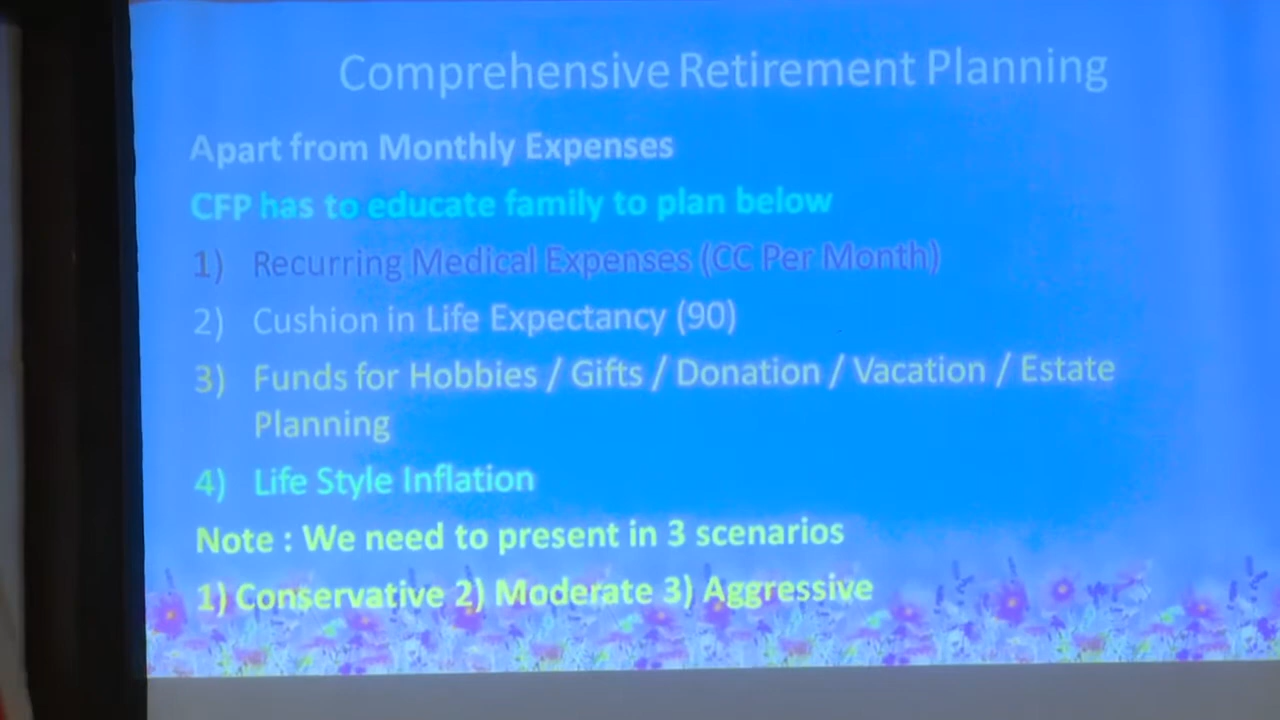 Comprehensive Retirement Planning
Apart from Monthly Expenses
CFP has to educate family to plan below
1) Recurring Medical Expenses (CC Per Month)
2) Cushion in Life Expectancy (90)
3) Funds for Hobbies / Gifts / Donation / Vacation / Estate
Planning
4) Life Style Inflation
Note : We need to present in 3 scenarios
1) Conservative 2) Moderate 3) Aggressive